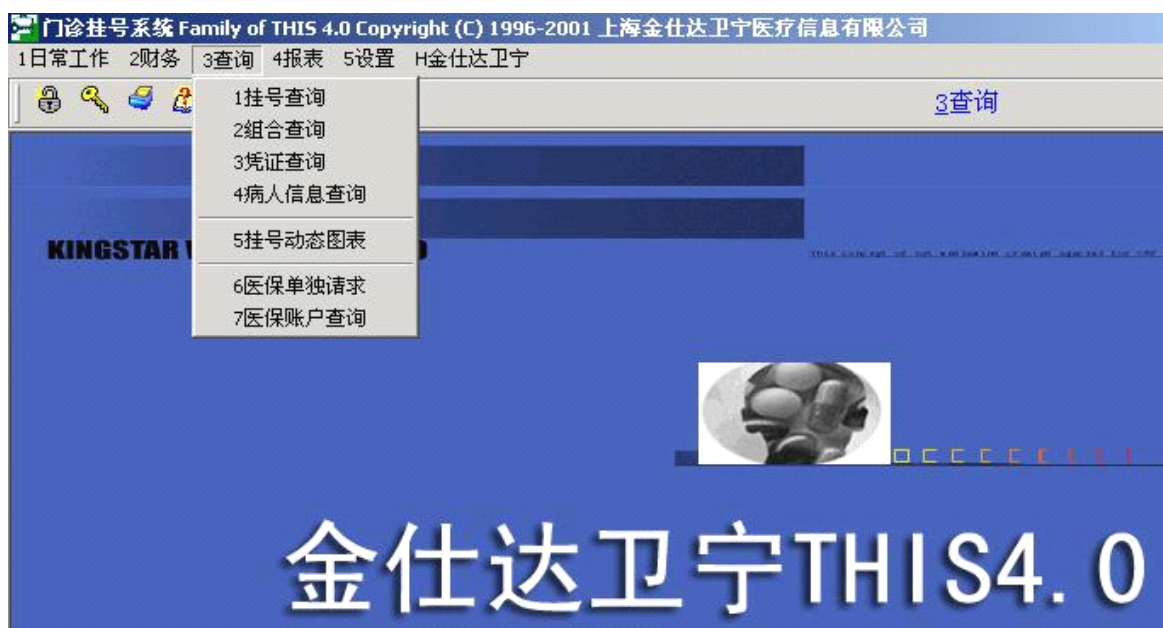 门诊挂号系统 Family of THIS 4.0 Copyright (C) 1996-2001 上海金仕达卫宁医疗信息有限公司
1日常工作 2财务 3查询 4报表 5设置 H金仕达卫宁
3查询
1挂号查询
2组合查询
3凭证查询
4病人信息查询
5挂号动态图表
6医保单独请求
7医保账户查询
KINGSTAR
金仕达卫宁THIS4.0